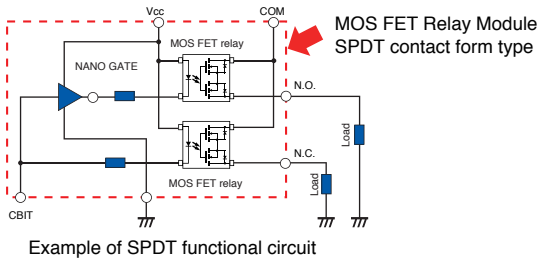 Vcc
COM
MOS FET Relay Module
SPDT contact form type
MOS FET relay
NANO GATE
N.O.
Load
N.C.
Load
MOS FET relay
CBIT
Example of SPDT functional circuit